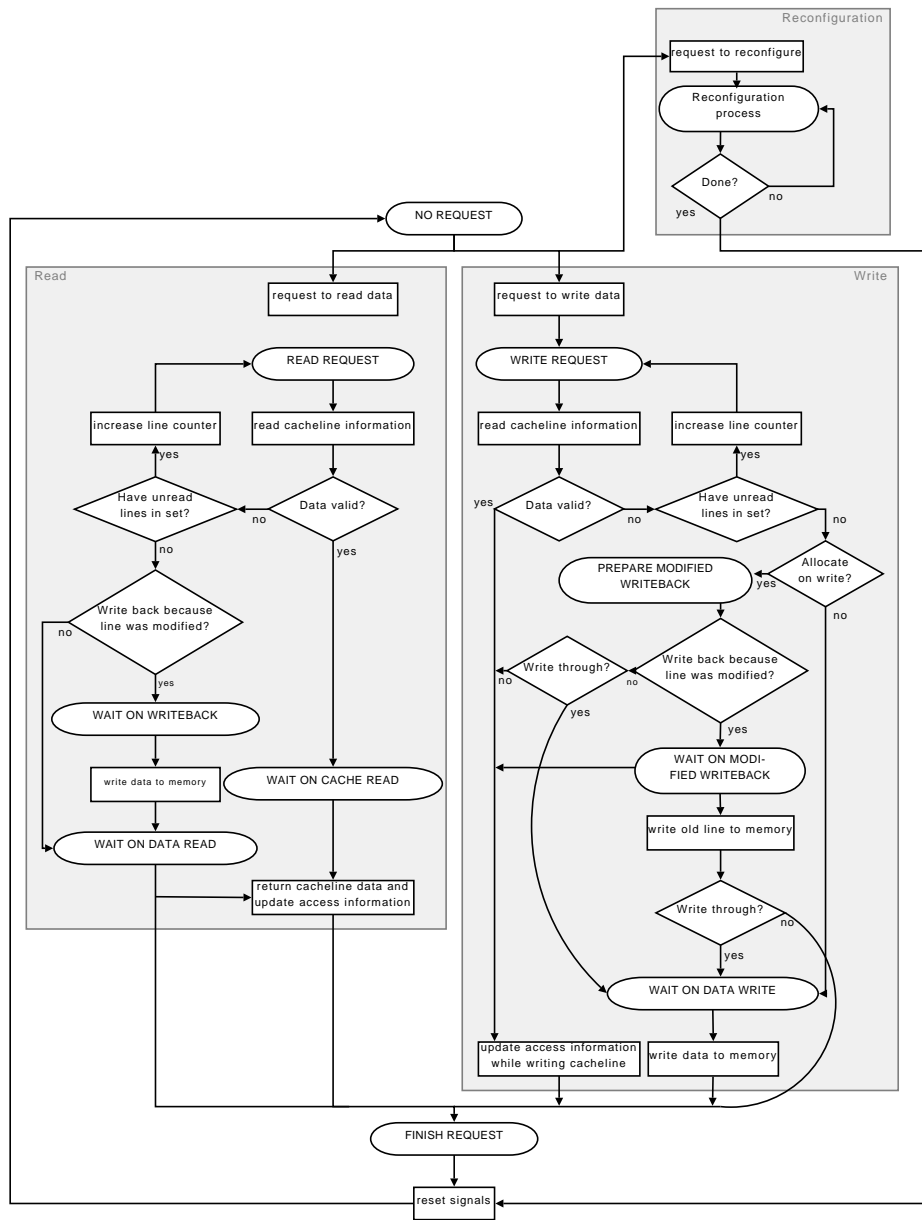 Reconfiguration
request to reconfigure
Reconfiguration
process
Done?
no
yes
NO REQUEST
Read
request to read data
READ REQUEST
increase line counter
read cacheline information
yes
Have unread
lines in set?
no
Data valid?
no
yes
Write back because
line was modified?
no
yes
WAIT ON WRITEBACK
write data to memory
WAIT ON CACHE READ
WAIT ON DATA READ
return cacheline data and
update access information
Write
request to write data
WRITE REQUEST
read cacheline information
increase line counter
yes
yes
Data valid?
no
Have unread
lines in set?
no
Allocate
on write?
yes
no
PREPARE MODIFIED
WRITEBACK
Write through?
no
yes
no
Write back because
line was modified?
yes
WAIT ON MODI-
FIED WRITEBACK
write old line to memory
Write through?
no
yes
WAIT ON DATA WRITE
update access information
while writing cacheline
write data to memory
FINISH REQUEST
reset signals